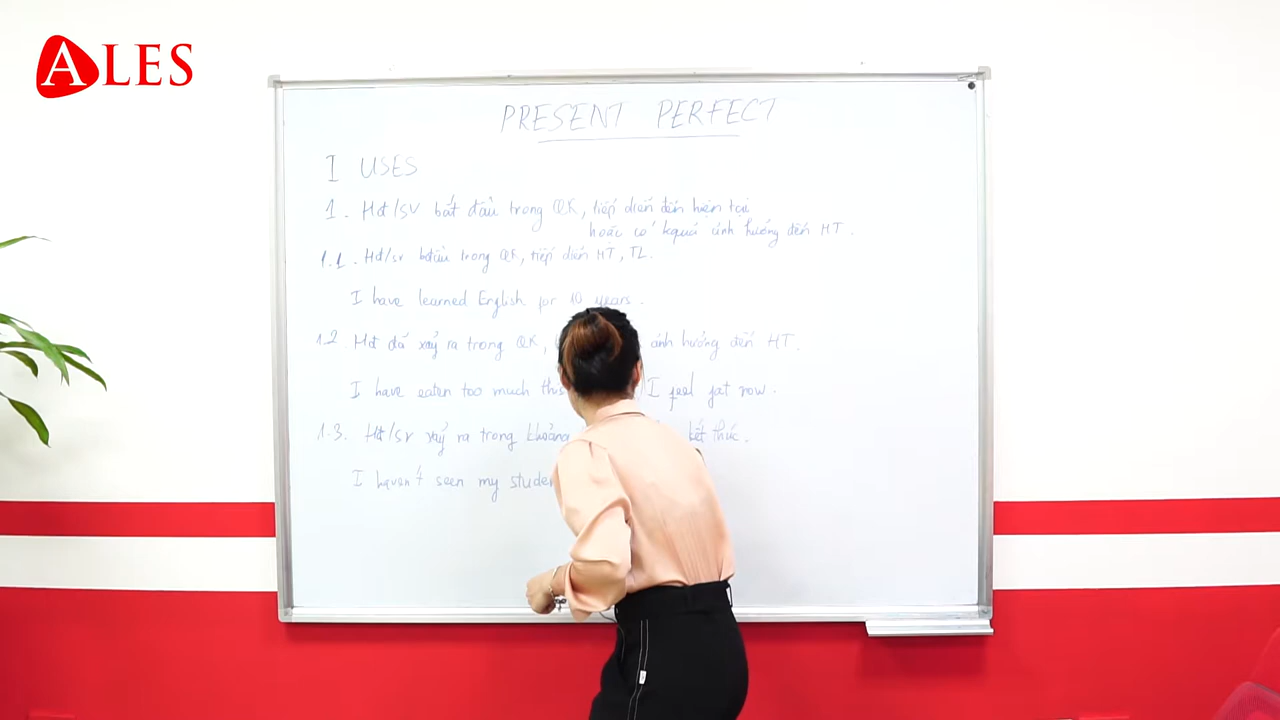 ALES
PRESENT PERFECT
I USES
1. Hđ/SV bắt đầu trong QK, tiếp diễn đến hiện tại
hoặc có kquả ảnh hưởng đến HT.
1.1. Hđ/sv bđầu trong QK, tiếp diễn HT, TL.
I have learned English for 10 years.
1.2 Hđ đã xảy ra trong QK, ảnh hưởng đến HT.
I have eaten too much this I feel fat now.
1.3. Hđ/sv xảy ra trong khoảng kết thúc.
I haven't seen my